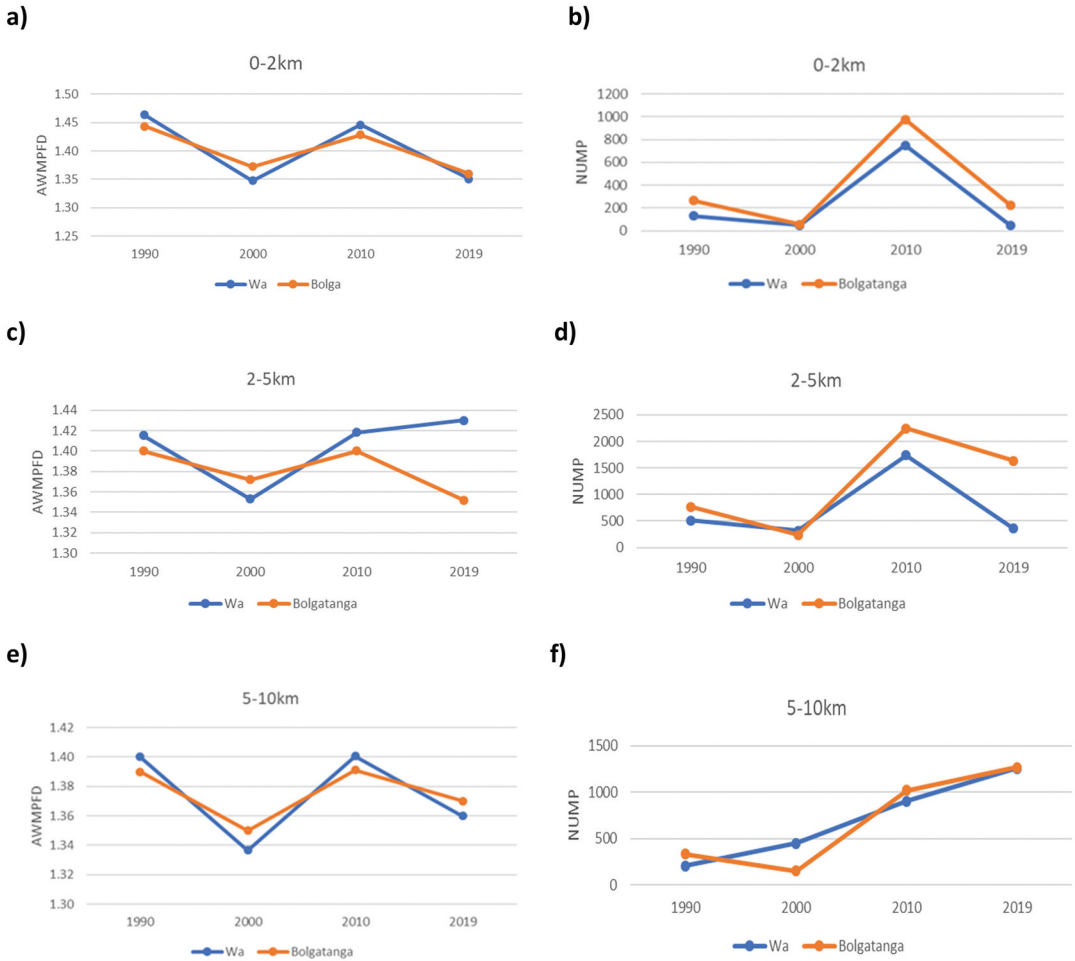 a)
0-2km
1.50
1.45
1.40
1.35
1.30
1.25
AWMPFD
1990 2000 2010 2019
Wa Bolga
b)
0-2km
1200
1000
800
600
400
200
0
NUMP
1990 2000 2010 2019
Wa Bolgatanga
c)
2-5km
1.44
1.42
1.40
1.38
1.36
1.34
1.32
1.30
AWMPFD
1990 2000 2010 2019
Wa Bolgatanga
d)
2-5km
2500
2000
1500
1000
500
0
NUMP
1990 2000 2010 2019
Wa Bolgatanga
e)
5-10km
1.42
1.40
1.38
1.36
1.34
1.32
1.30
AWMPFD
1990 2000 2010 2019
Wa Bolgatanga
f)
5-10km
1500
1000
500
0
NUMP
1990 2000 2010 2019
Wa Bolgatanga